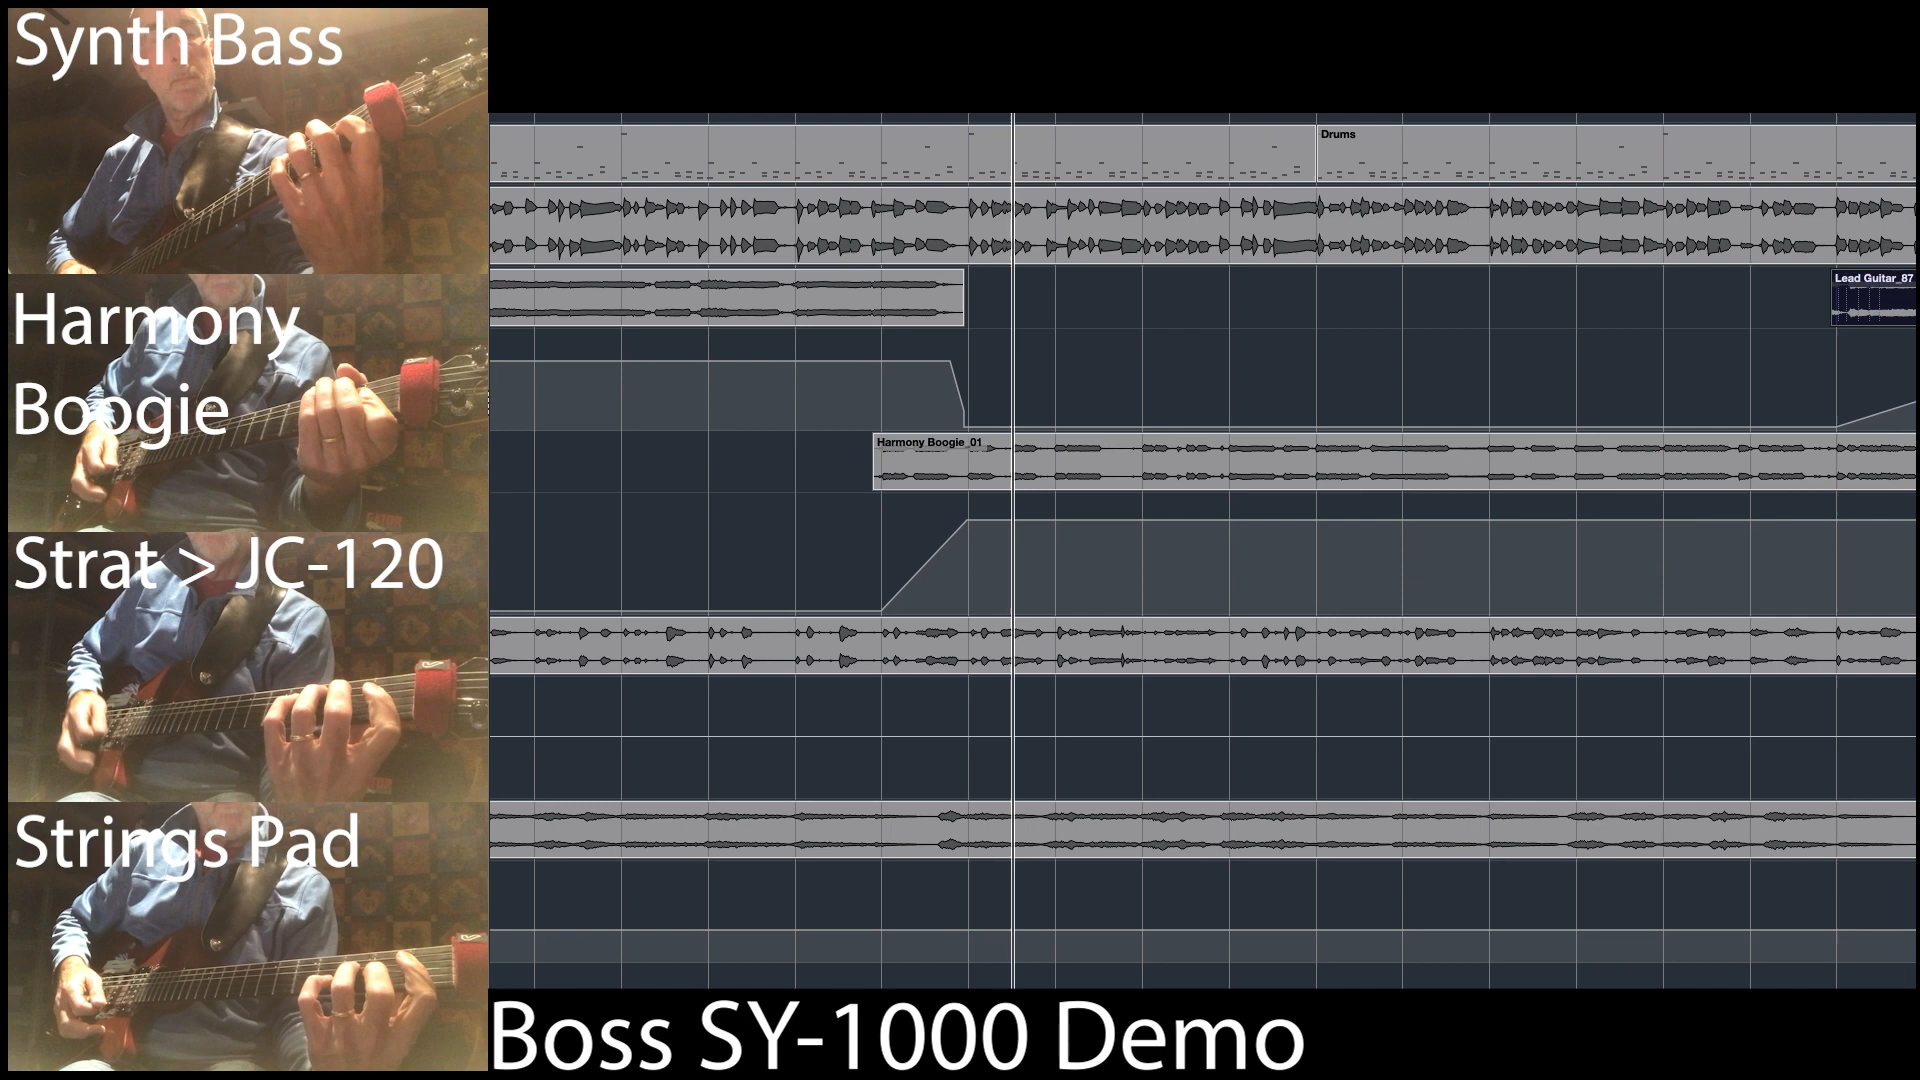 Synth Bass
Harmony
Boogie
Strat > JC-120
Strings Pad
Drums
Lead Guitar_87
Harmony Boogie_01
Boss SY-1000 Demo